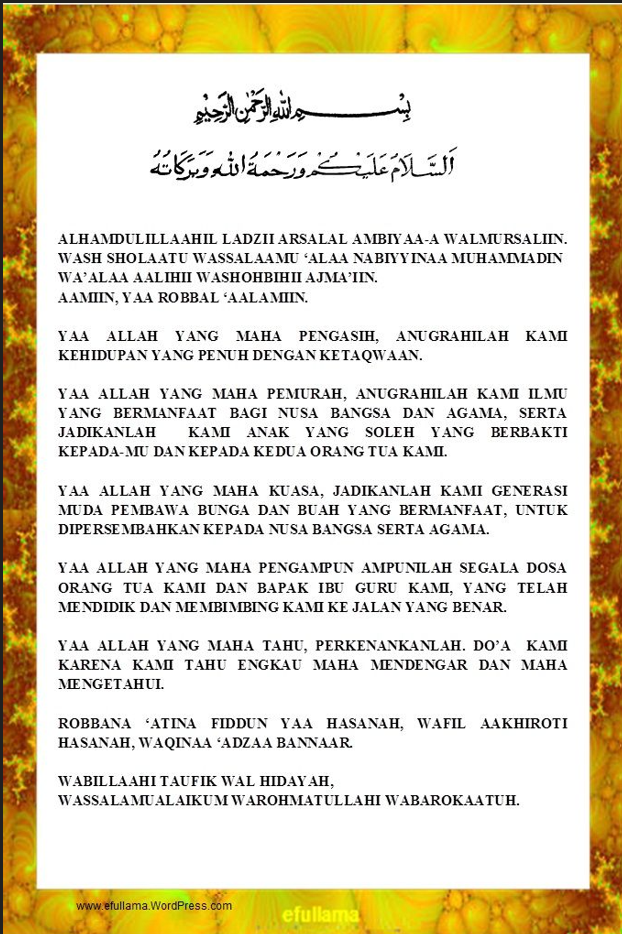 بِسْمِ اللهِ الرَّحْمٰنِ الرَّحِيْمِ
اَلسَّلَامُ عَلَيْكُمْ وَرَحْمَةُ اللهِ وَبَرَكَاتُهُ
ALHAMDULILLAAHIL LADZII ARSALAL AMBIYAA-A WALMURSALIIN.
WASH SHOLAATU WASSALAAMU ‘ALAA NABIYYINAA MUHAMMADIN
WA’ALAA AALIHII WASHOHBIHII AJMA’IIN.
AAMIIN, YAA ROBBAL ‘AALAMIIN.
YAA ALLAH YANG MAHA PENGASIH, ANUGRAHILAH KAMI
KEHIDUPAN YANG PENUH DENGAN KETAQWAAN.
YAA ALLAH YANG MAHA PEMURAH, ANUGRAHILAH KAMI ILMU
YANG BERMANFAAT BAGI NUSA BANGSA DAN AGAMA, SERTA
JADIKANLAH KAMI ANAK YANG SOLEH YANG BERBAKTI
KEPADA-MU DAN KEPADA KEDUA ORANG TUA KAMI.
YAA ALLAH YANG MAHA KUASA, JADIKANLAH KAMI GENERASI
MUDA PEMBAWA BUNGA DAN BUAH YANG BERMANFAAT, UNTUK
DIPERSEMBAHKAN KEPADA NUSA BANGSA SERTA AGAMA.
YAA ALLAH YANG MAHA PENGAMPUN AMPUNILAH SEGALA DOSA
ORANG TUA KAMI DAN BAPAK IBU GURU KAMI, YANG TELAH
MENDIDIK DAN MEMBIMBING KAMI KE JALAN YANG BENAR.
YAA ALLAH YANG MAHA TAHU, PERKENANKANLAH. DO’A KAMI
KARENA KAMI TAHU ENGKAU MAHA MENDENGAR DAN MAHA
MENGETAHUI.
ROBBANA ‘ATINA FIDDUN YAA HASANAH, WAFIL AAKHIROTI
HASANAH, WAQINAA ‘ADZAA BANNAAR.
WABILLAAHI TAUFIK WAL HIDAYAH,
WASSALAMUALAIKUM WAROHMATULLAHI WABAROKAATUH.
www.efullama.WordPress.com
efullama